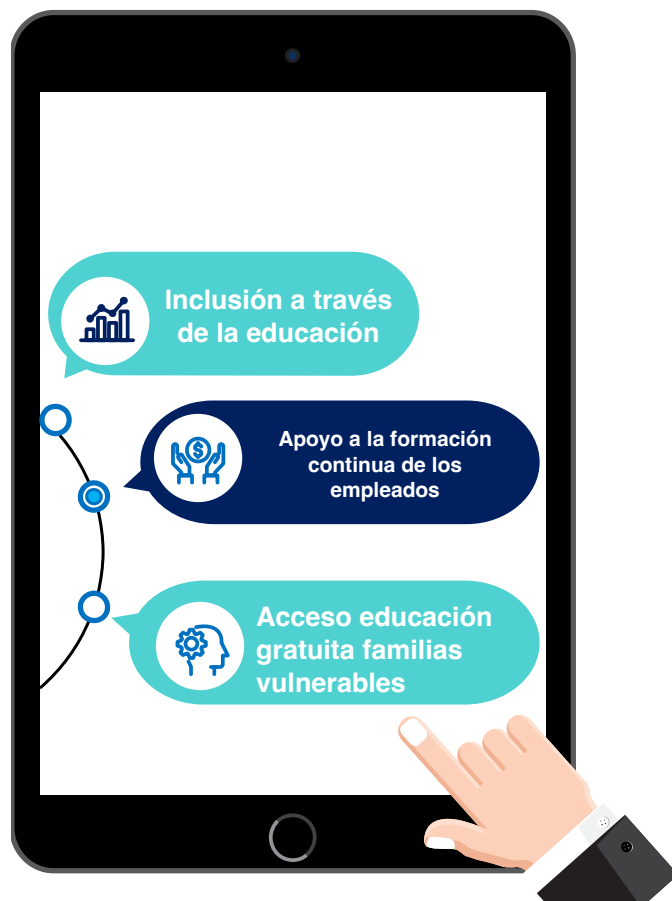 Inclusión a través
de la educación
Apoyo a la formación
continua de los
empleados
Acceso educación
gratuita familias
vulnerables